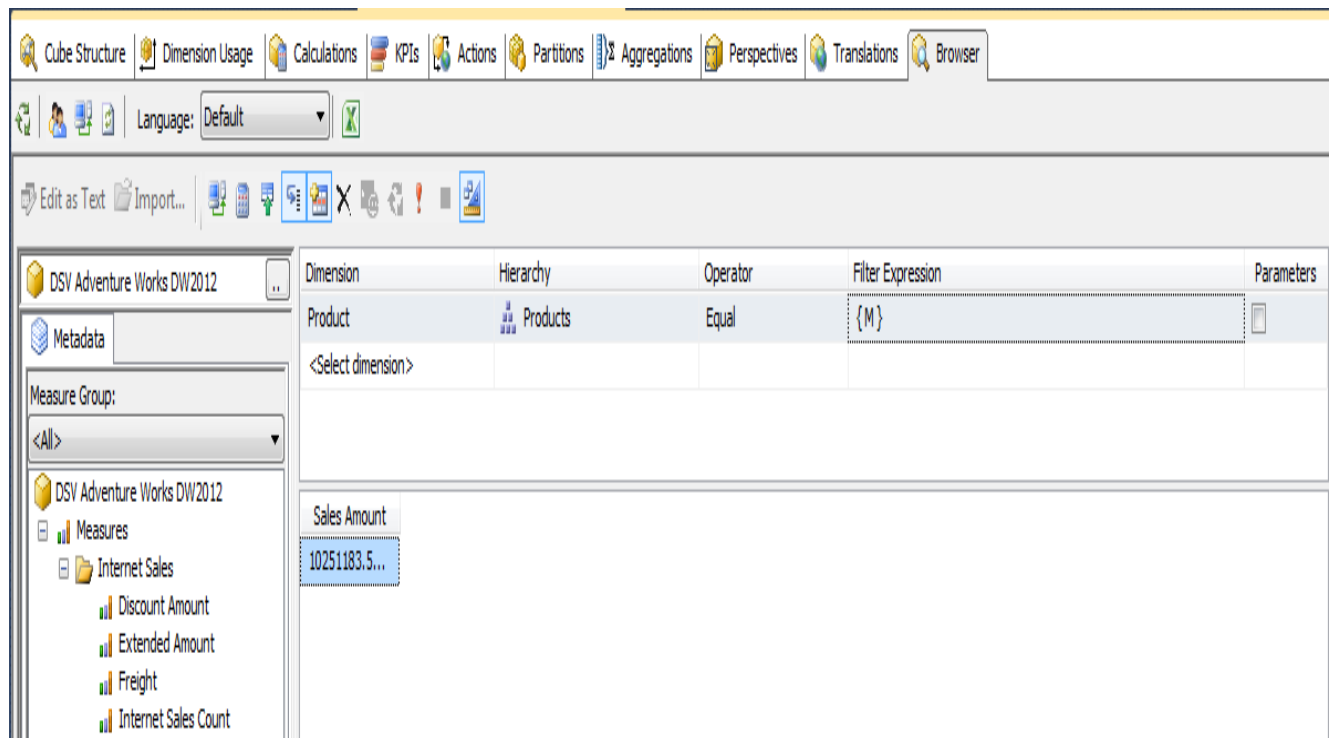 Cube Structure Dimension Usage Calculations KPIs Actions Partitions Aggregations Perspectives Translations Browser
Language: Default
Edit as Text Import...
DSV Adventure Works DW2012 ..
Dimension Hierarchy Operator Filter Expression Parameters
Product Products Equal { M }
<Select dimension>
Metadata
Measure Group:
<All>
DSV Adventure Works DW2012
Measures
Internet Sales
Discount Amount
Extended Amount
Freight
Internet Sales Count
Sales Amount
10251183.5...